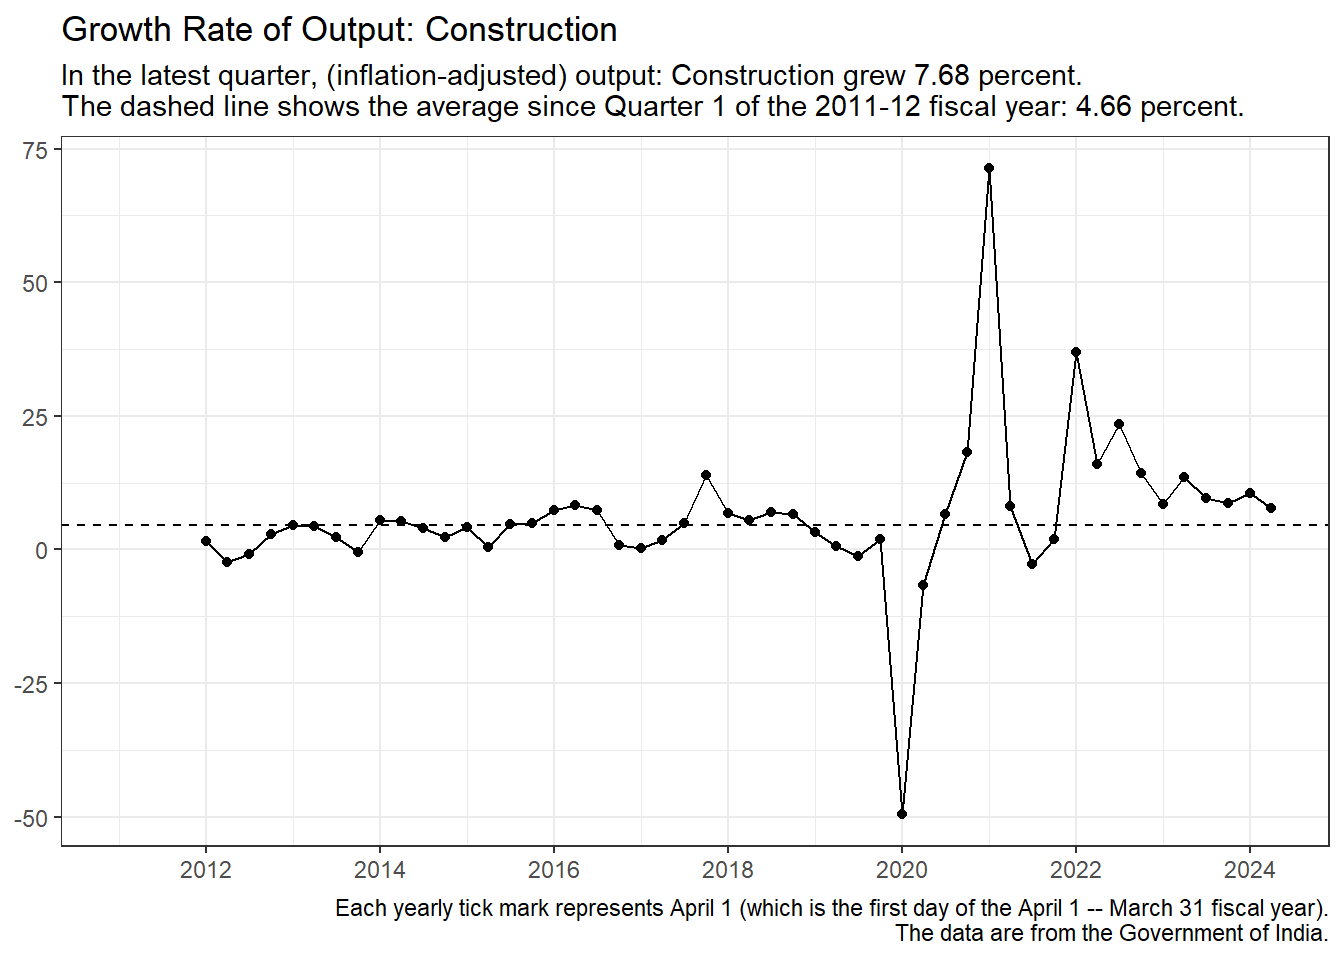 Growth Rate of Output: Construction
In the latest quarter, (inflation-adjusted) output: Construction grew 7.68 percent.
The dashed line shows the average since Quarter 1 of the 2011-12 fiscal year: 4.66 percent.
75
50
25
0
-25
-50
2012 2014 2016 2018 2020 2022 2024
Each yearly tick mark represents April 1 (which is the first day of the April 1 -- March 31 fiscal year).
The data are from the Government of India.